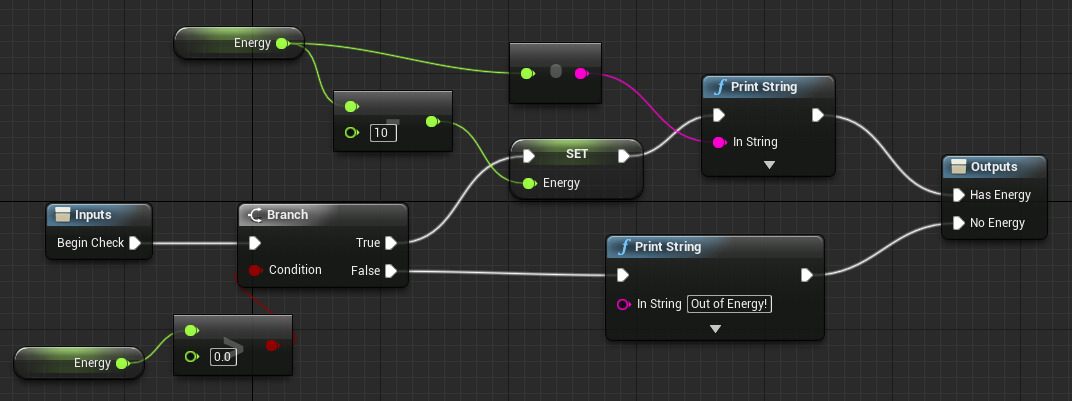 Energy
-
10
SET
Energy
f Print String
In String
Outputs
Has Energy
No Energy
Inputs
Begin Check
Branch
True
Condition
False
f Print String
In String Out of Energy!
Energy
>
0.0